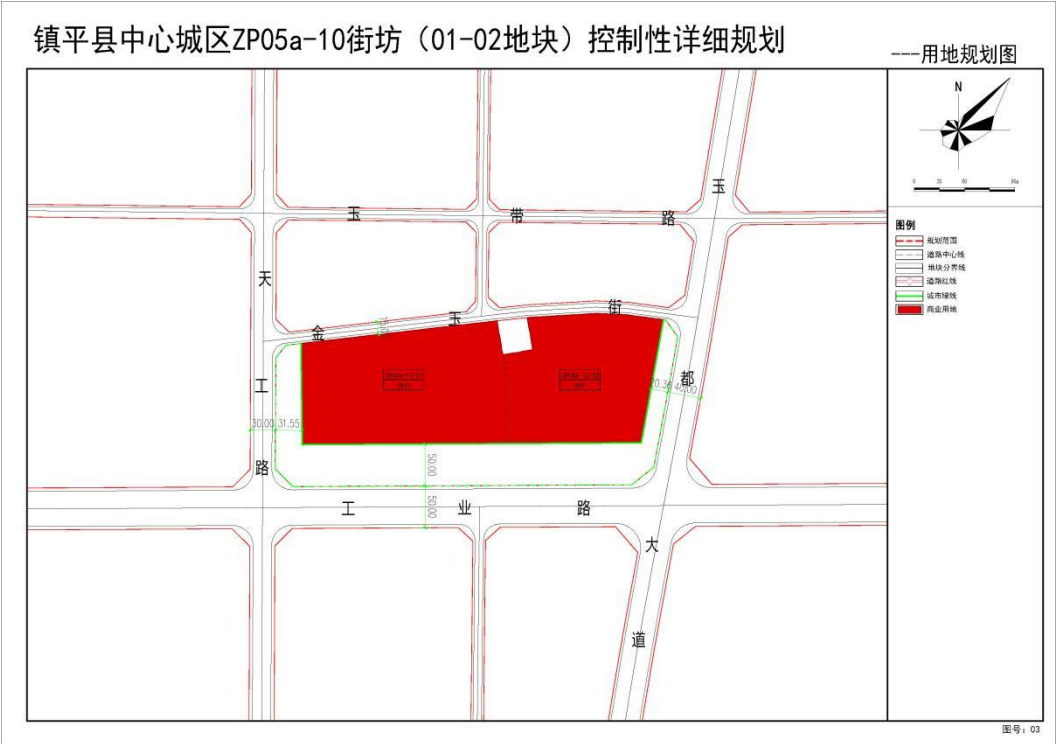 镇平县中心城区ZP05a-10街坊（01-02地块）控制性详细规划
---用地规划图
N
图例
规划范围
道路中心线
地块分界线
道路红线
城市绿线
商业用地
玉带路
金玉街
天工路
工业路
玉都大道
30.00
31.55
20.36
40.00
50.00
50.00
图号：03